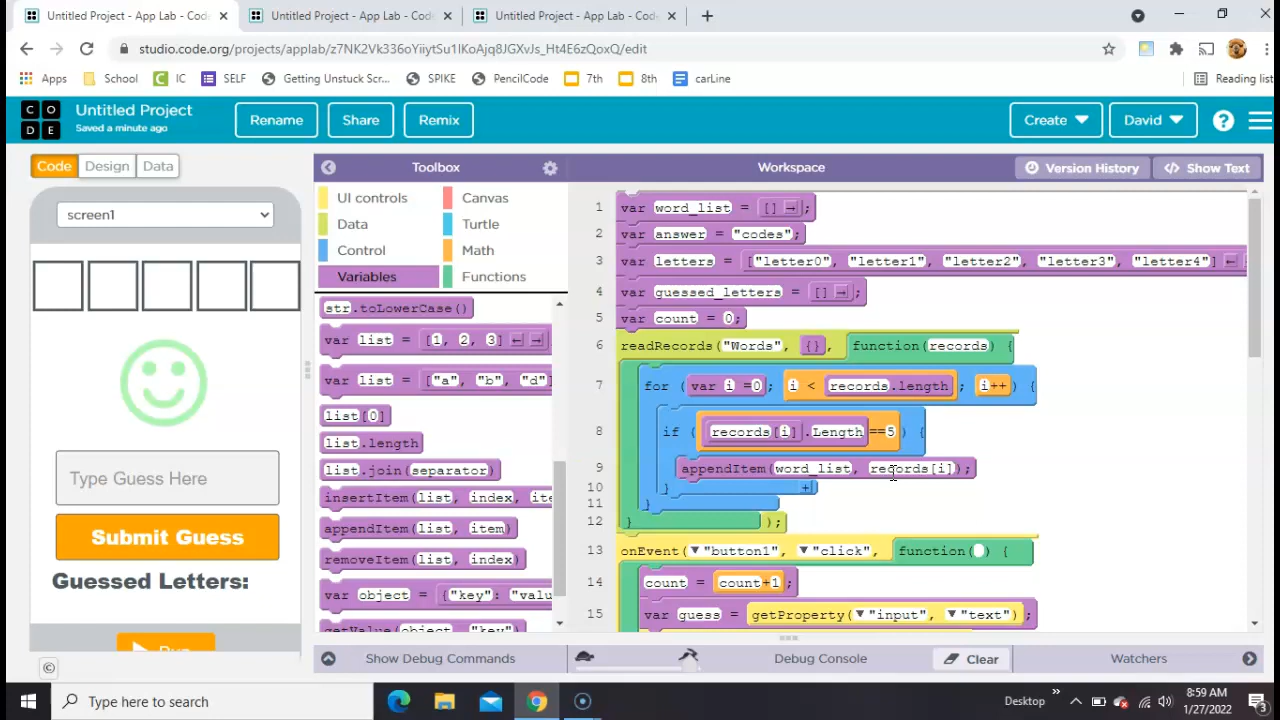 Untitled Project - App Lab - Code
Untitled Project - App Lab - Code
Untitled Project - App Lab - Code
studio.code.org/projects/applab/z7NK2Vk336oYiiytSu1IKoAjq8JGXvJs_Ht4E6zQoxQ/edit
Apps School IC SELF Getting Unstuck Scr... SPIKE PencilCode 7th 8th carLine Reading list
CODE
Untitled Project
Saved a minute ago
Rename
Share
Remix
Create
David
?
Code Design Data
Toolbox
Workspace
Version History
</> Show Text
screen1
Type Guess Here
Submit Guess
Guessed Letters:
Run
UI controls
Canvas
Data
Turtle
Control
Math
Variables
Functions
str.toLowerCase()
var list = [1, 2, 3]
var list = ["a", "b", "d"]
list[0]
list.length
list.join(separator)
insertItem(list, index, ite
appendItem(list, item)
removeItem(list, index)
var object = {"key": "valu
getValue(object, "key")
1 var word_list = [];
2 var answer = "codes";
3 var letters = ["letter0", "letter1", "letter2", "letter3", "letter4"]
4 var guessed_letters = [];
5 var count = 0;
6 readRecords("Words", {}, function(records) {
7 for (var i =0; i < records.length; i++) {
8 if (records[i].Length==5) {
9 appendItem(word_list, records[i]);
10 }
11 }
12 });
13 onEvent("button1", "click", function() {
14 count = count+1;
15 var guess = getProperty("input", "text");
Show Debug Commands
Debug Console
Clear
Watchers
Type here to search
Desktop
8:59 AM
1/27/2022
3